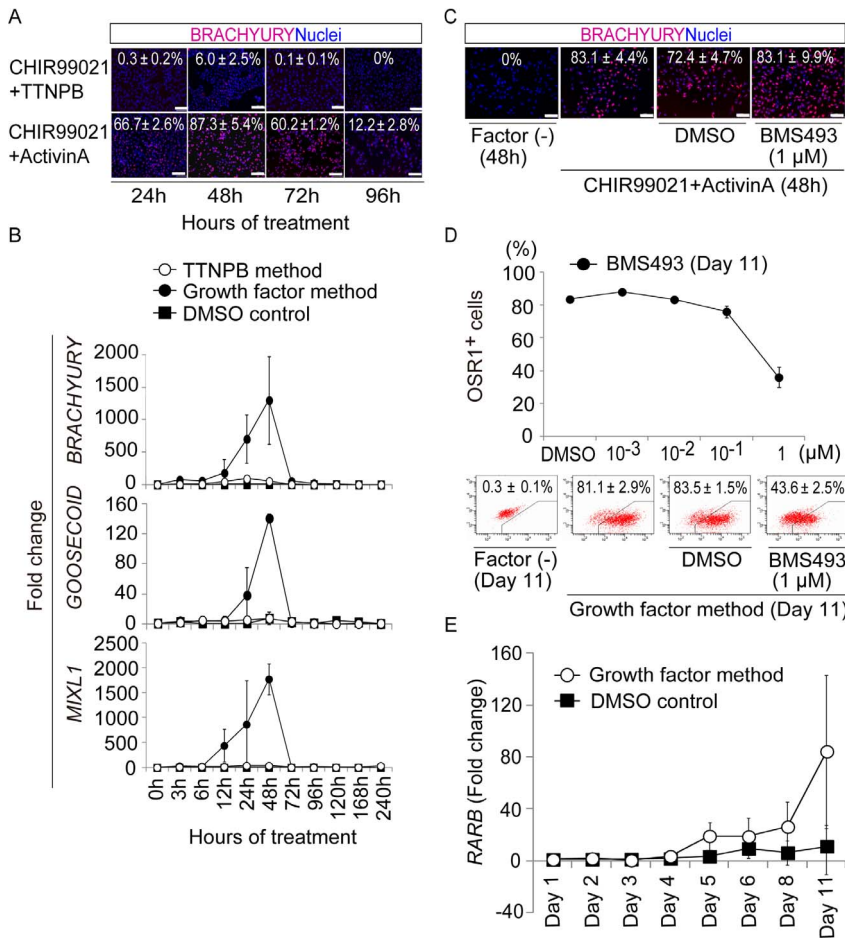 A
BRACHYURYNuclei
CHIR99021
+TTNPB
0.3 ± 0.2%
6.0 ± 2.5%
0.1 ± 0.1%
0%
CHIR99021
+ActivinA
66.7± 2.6%
87.3± 5.4%
60.2±1.2%
12.2± 2.8%
24h
48h
72h
96h
Hours of treatment
B
TTNPB method
Growth factor method
DMSO control
Fold change
BRACHYURY
2000
1500
1000
500
0
GOOSECOID
160
120
80
40
0
MIXL1
2500
2000
1500
1000
500
0
0h
3h
6h
12h
24h
48h
72h
96h
120h
168h
240h
Hours of treatment
C
BRACHYURYNuclei
0%
83.1 ± 4.4%
72.4 ± 4.7%
83.1 ± 9.9%
Factor (-)
(48h)
DMSO
BMS493
(1 µM)
CHIR99021+ActivinA (48h)
D
(%)
BMS493 (Day 11)
OSR1+ cells
100
80
60
40
20
0
DMSO 10-3 10-2 10-1 1 (µM)
0.3 ± 0.1%
81.1 ± 2.9%
83.5 ± 1.5%
43.6 ± 2.5%
Factor (-)
(Day 11)
DMSO
BMS493
(1 µM)
Growth factor method (Day 11)
E
Growth factor method
DMSO control
RARB (Fold change)
160
120
80
40
0
-40
Day 1
Day 2
Day 3
Day 4
Day 5
Day 6
Day 8
Day 11